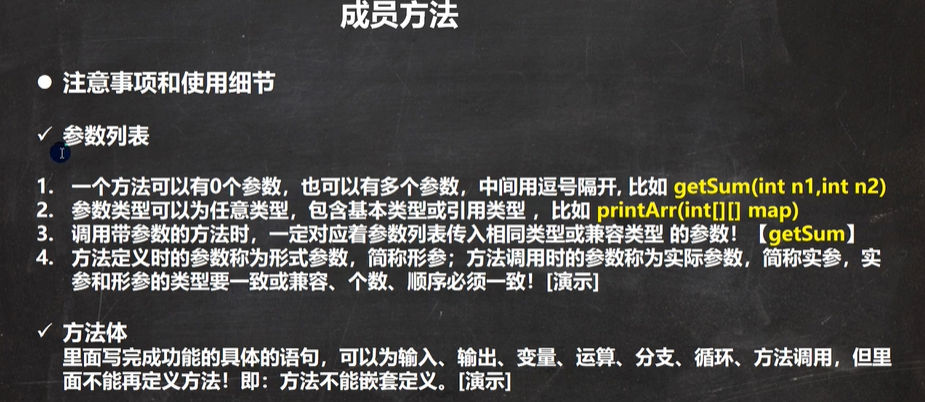 成员方法
● 注意事项和使用细节
✓ 参数列表
1. 一个方法可以有0个参数，也可以有多个参数，中间用逗号隔开, 比如 getSum(int n1,int n2)
2. 参数类型可以为任意类型，包含基本类型或引用类型 ，比如 printArr(int[][] map)
3. 调用带参数的方法时，一定对应着参数列表传入相同类型或兼容类型 的参数！【getSum】
4. 方法定义时的参数称为形式参数，简称形参；方法调用时的参数称为实际参数，简称实参，实
参和形参的类型要一致或兼容、个数、顺序必须一致！[演示]
✓ 方法体
里面写完成功能的具体的语句，可以为输入、输出、变量、运算、分支、循环、方法调用，但里
面不能再定义方法！即：方法不能嵌套定义。[演示]